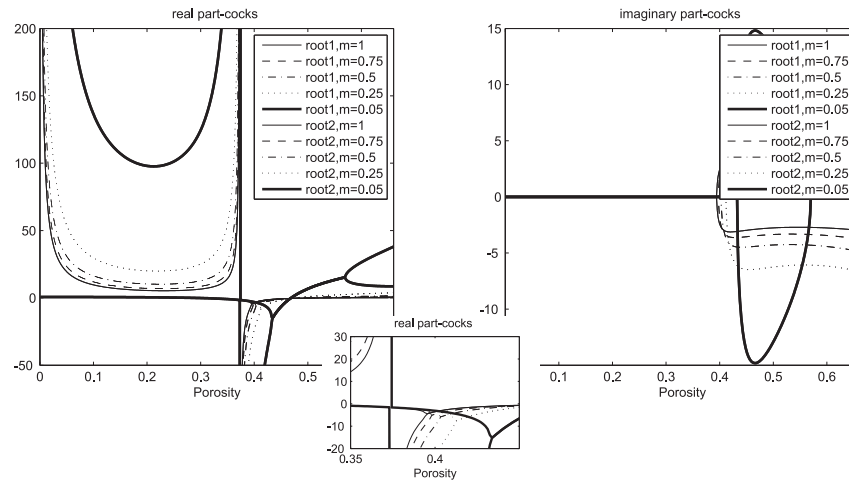 real part-cocks
200
150
100
50
0
-50
0
0.1
0.2
0.3
0.4
0.5
Porosity
root1,m=1
root1,m=0.75
root1,m=0.5
root1,m=0.25
root1,m=0.05
root2,m=1
root2,m=0.75
root2,m=0.5
root2,m=0.25
root2,m=0.05
real part-cocks
30
20
10
0
-10
-20
0.35
0.4
Porosity
imaginary part-cocks
15
10
5
0
-5
-10
0.1
0.2
0.3
0.4
0.5
0.6
Porosity
root1,m=1
root1,m=0.75
root1,m=0.5
root1,m=0.25
root1,m=0.05
root2,m=1
root2,m=0.75
root2,m=0.5
root2,m=0.25
root2,m=0.05